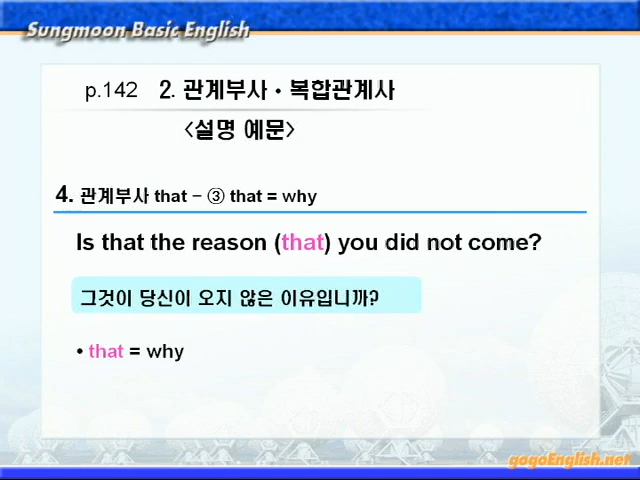 Sungmoon Basic English
p.142 2. 관계부사 • 복합관계사
<설명 예문>
4. 관계부사 that - ③ that = why
Is that the reason (that) you did not come?
그것이 당신이 오지 않은 이유입니까?
• that = why
gogoEnglish.net